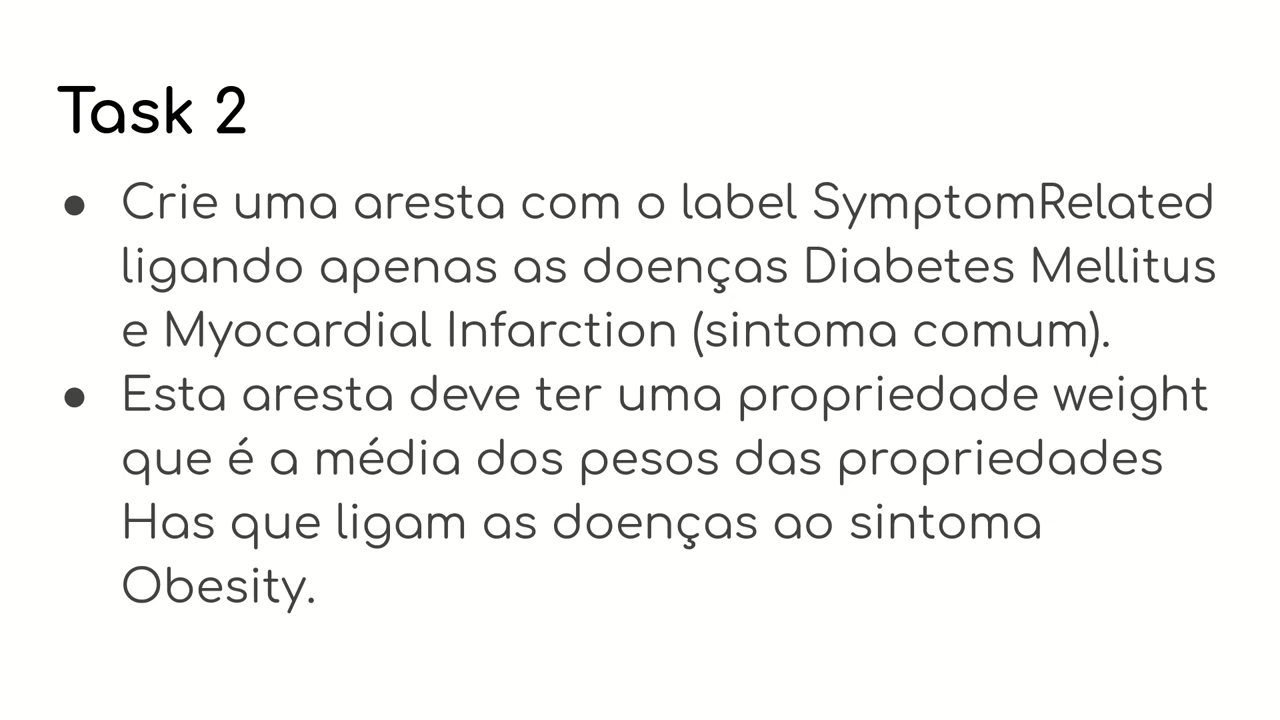 Task 2
● Crie uma aresta com o label SymptomRelated
ligando apenas as doenças Diabetes Mellitus
e Myocardial Infarction (sintoma comum).
● Esta aresta deve ter uma propriedade weight
que é a média dos pesos das propriedades
Has que ligam as doenças ao sintoma
Obesity.